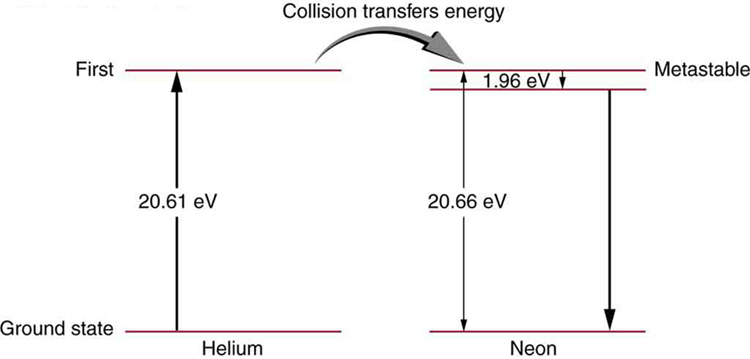 Collision transfers energy
First
Metastable
1.96 eV
20.61 eV
20.66 eV
Ground state
Helium
Neon